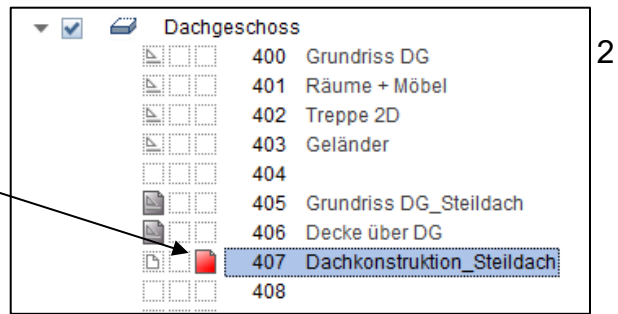 Dachgeschoss
2
400 Grundriss DG
401 Räume + Möbel
402 Treppe 2D
403 Geländer
404
405 Grundriss DG_Steildach
406 Decke über DG
407 Dachkonstruktion_Steildach
408